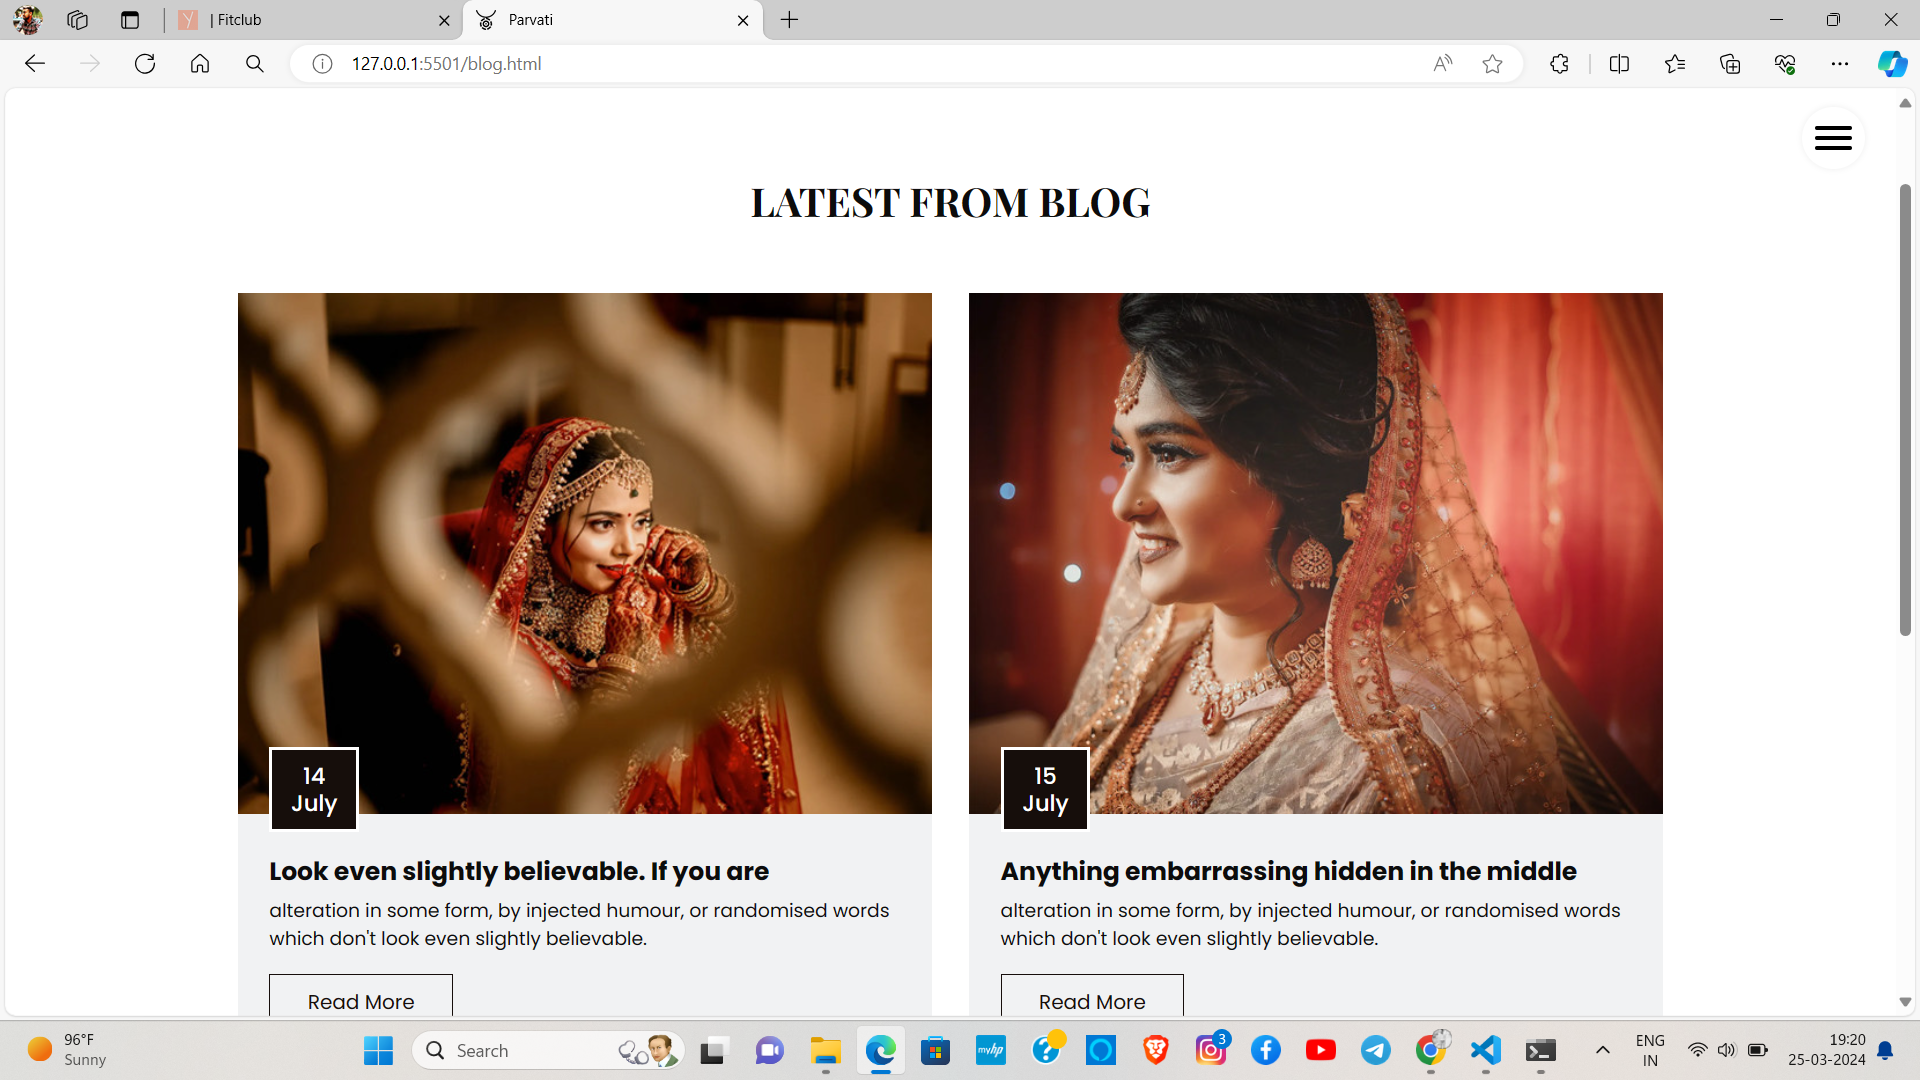 | Fitclub
Parvati
127.0.0.1:5501/blog.html
LATEST FROM BLOG
14
July
15
July
Look even slightly believable. If you are
alteration in some form, by injected humour, or randomised words
which don't look even slightly believable.
Read More
Anything embarrassing hidden in the middle
alteration in some form, by injected humour, or randomised words
which don't look even slightly believable.
Read More
96°F
Sunny
Search
myhp
3
ENG
IN
19:20
25-03-2024